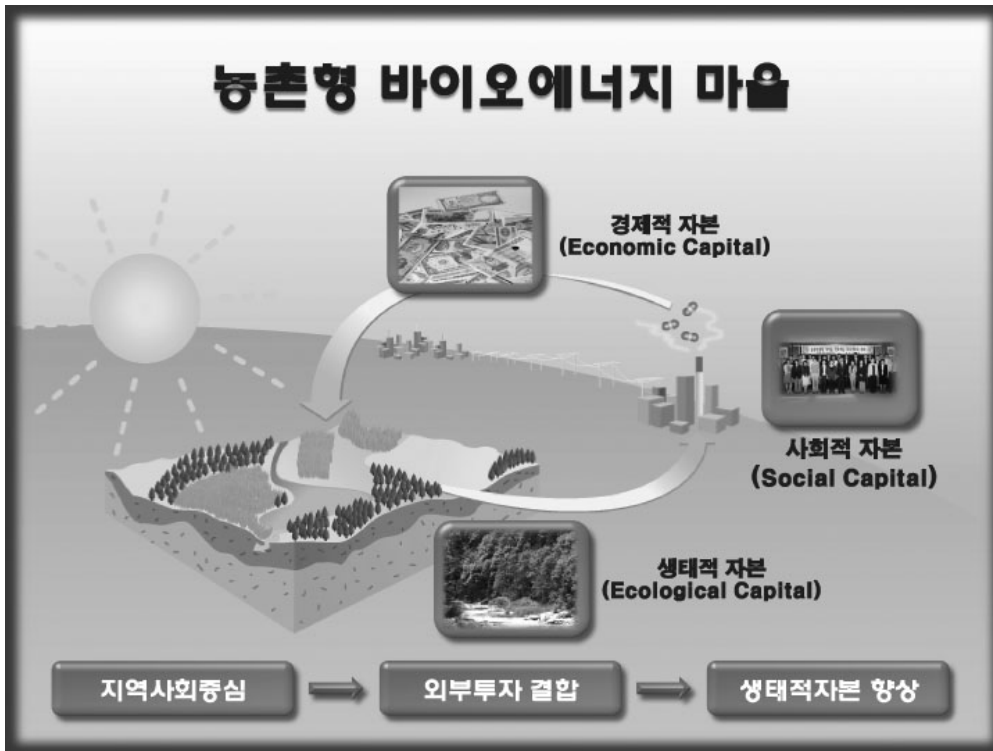 농촌형 바이오에너지 마을
경제적 자본
(Economic Capital)
사회적 자본
(Social Capital)
생태적 자본
(Ecological Capital)
지역사회중심
외부투자 결합
생태적자본 향상